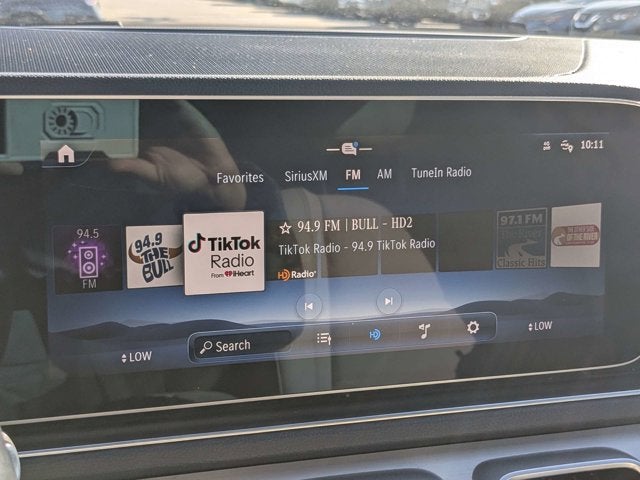 10:11
Favorites SiriusXM FM AM TuneIn Radio
94.5
FM
94.9
THE
BULL
TikTok
Radio
From iHeart
☆ 94.9 FM | BULL - HD2
TikTok Radio - 94.9 TikTok Radio
HD Radio
97.1 FM
Classic Hits
LOW
Search
HD
LOW